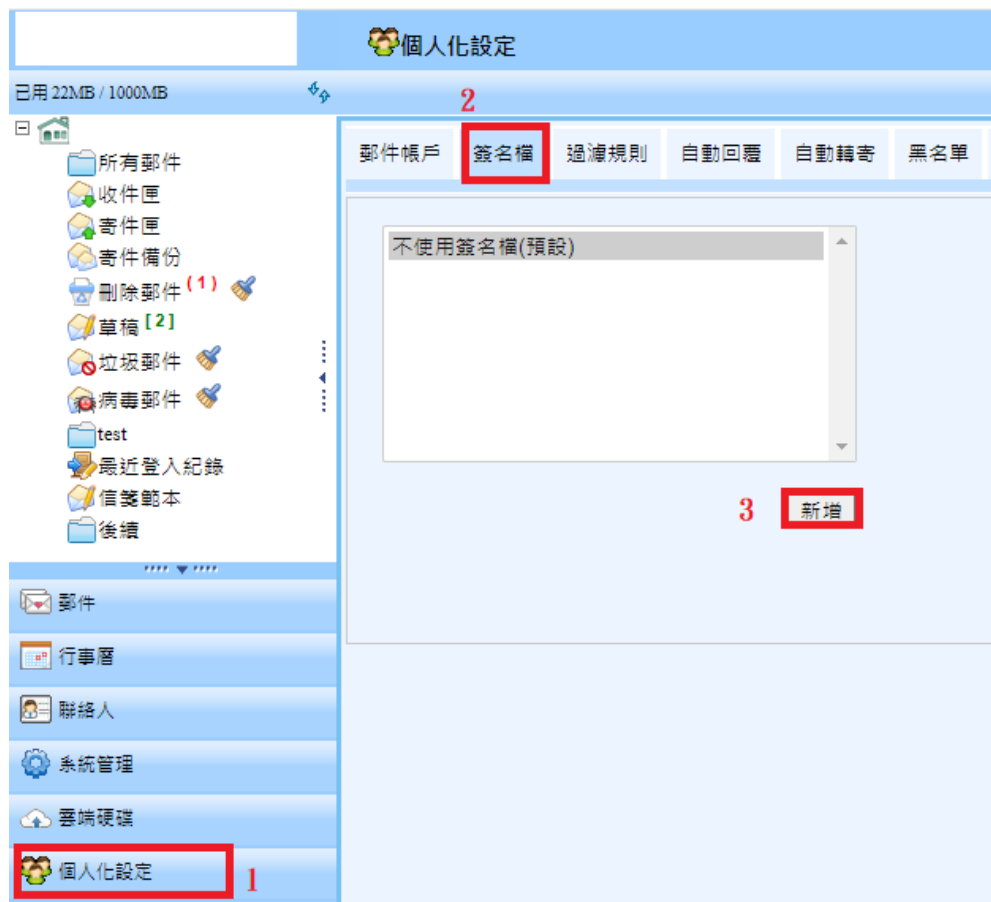 個人化設定
已用 22MB / 1000MB
2
郵件帳戶 簽名檔 過濾規則 自動回覆 自動轉寄 黑名單
所有郵件
收件匣
寄件匣
寄件備份
刪除郵件 (1)
草稿 [2]
垃圾郵件
病毒郵件
test
最近登入紀錄
信箋範本
後續
不使用簽名檔(預設)
3 新增
郵件
行事曆
聯絡人
系統管理
雲端硬碟
個人化設定 1